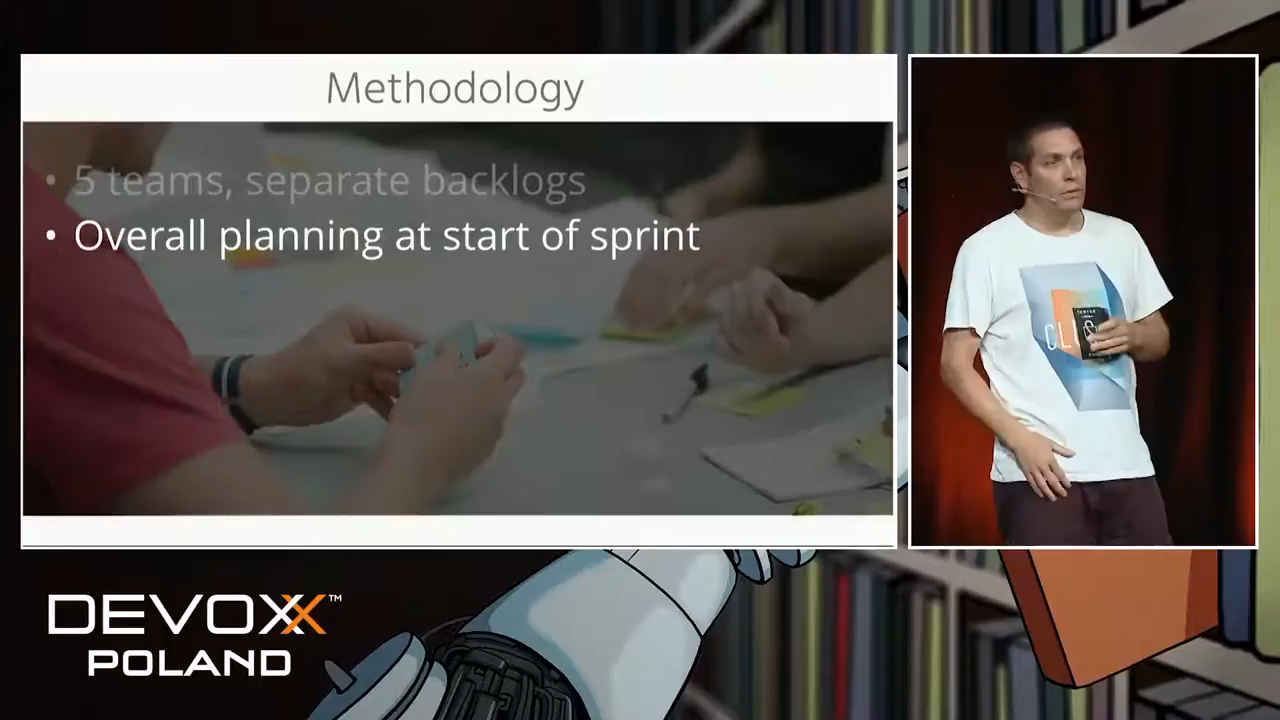 Methodology
• 5 teams, separate backlogs
• Overall planning at start of sprint
DEVOXX™
POLAND